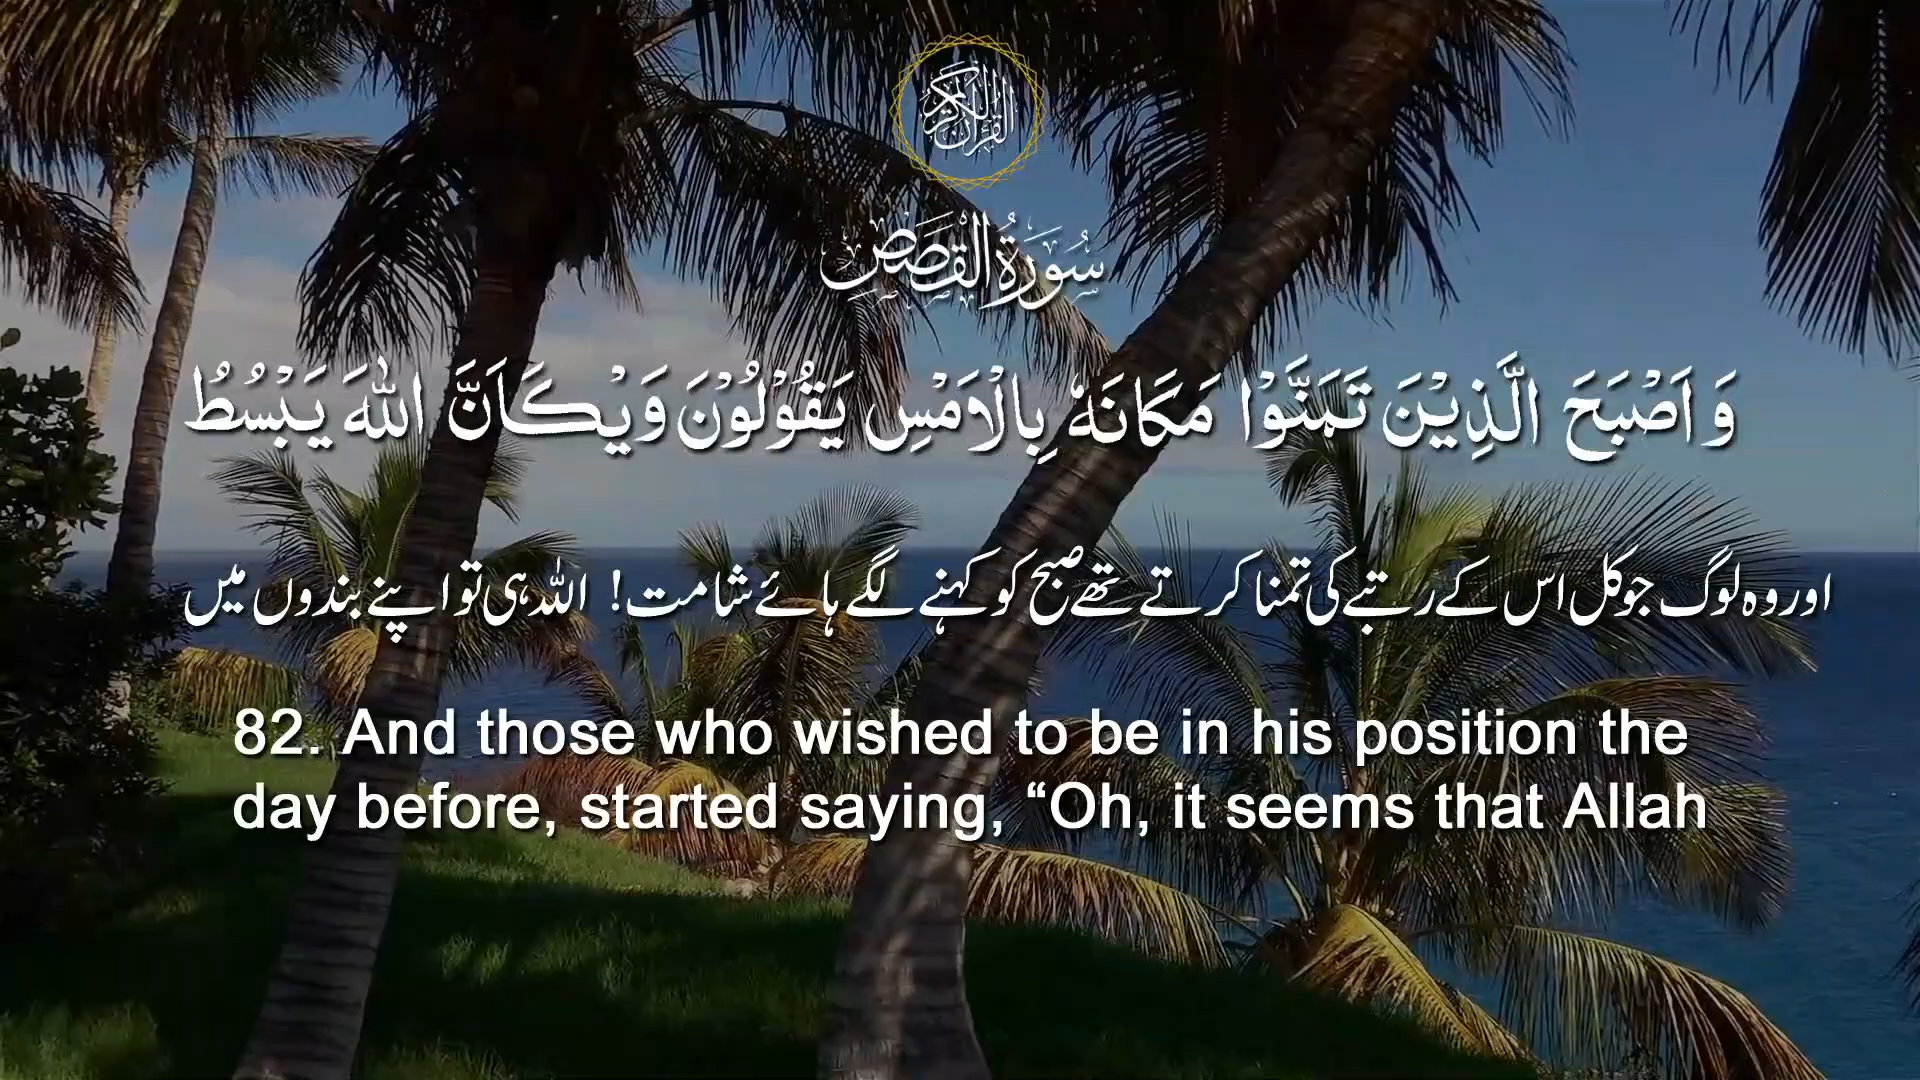 القرآن الكريم
سُورَةُ الْقَصَصِ
وَاَصْبَحَ الَّذِيْنَ تَمَنَّوْا مَكَانَهٗ بِالْاَمْسِ يَقُوْلُوْنَ وَيْكَاَنَّ اللّٰهَ يَبْسُطُ
اور وہ لوگ جو کل اس کے رتبے کی تمنا کرتے تھے صبح کو کہنے لگے ہائے شامت! اللہ ہی تو اپنے بندوں میں
82. And those who wished to be in his position the
day before, started saying, “Oh, it seems that Allah